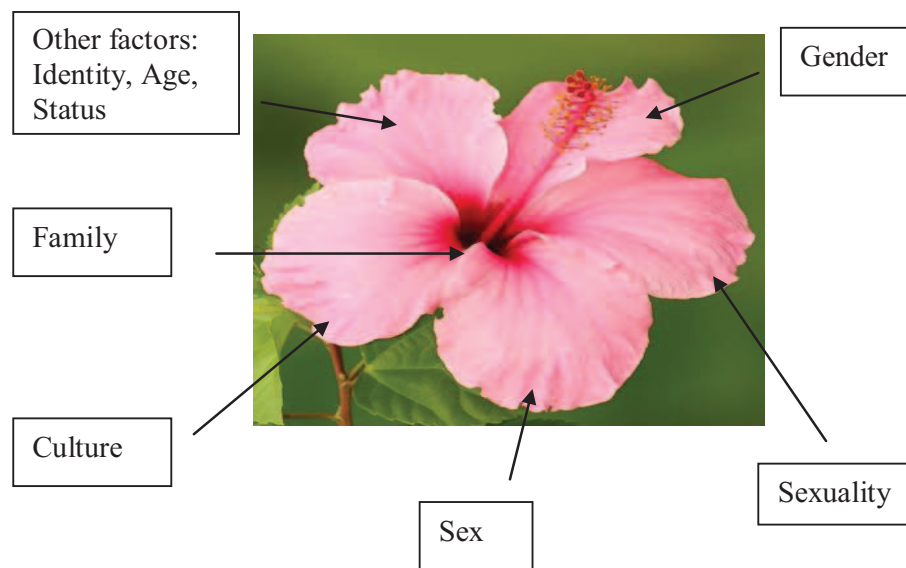 Other factors:
Identity, Age,
Status
Gender
Family
Culture
Sexuality
Sex